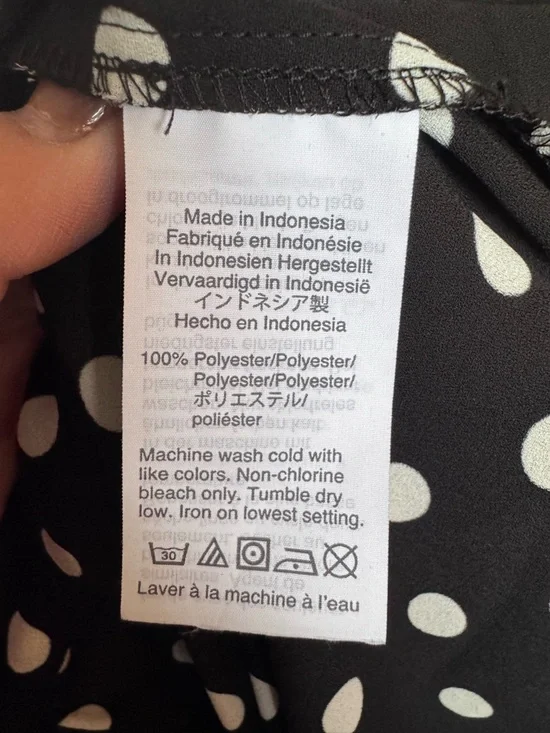 Made in Indonesia
Fabriqué en Indonésie
In Indonesien Hergestellt
Vervaardigd in Indonesië
インドネシア製
Hecho en Indonesia
100% Polyester/Polyester/
Polyester/Polyester/
ポリエステル/
poliéster
Machine wash cold with
like colors. Non-chlorine
bleach only. Tumble dry
low. Iron on lowest setting.
30
Laver à la machine à l'eau